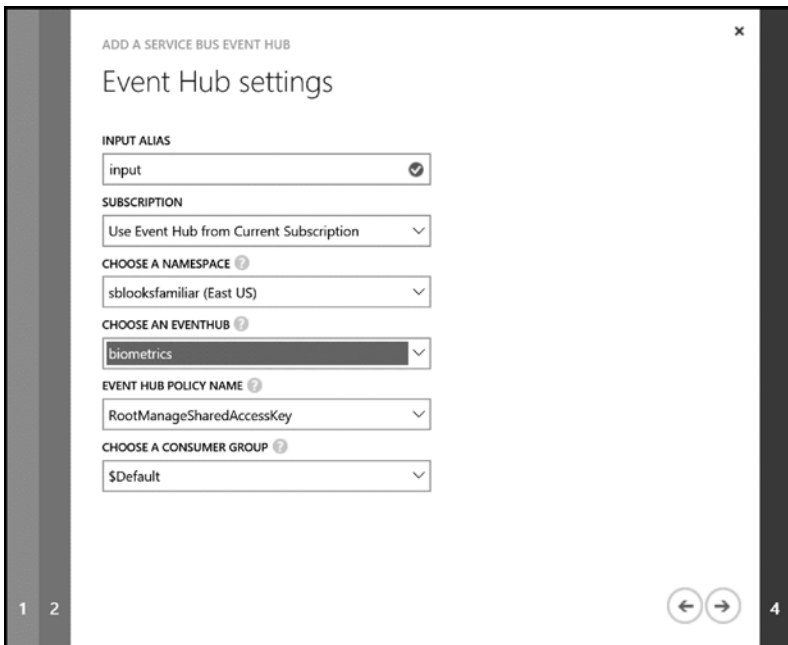 ADD A SERVICE BUS EVENT HUB
Event Hub settings
INPUT ALIAS
input
SUBSCRIPTION
Use Event Hub from Current Subscription
CHOOSE A NAMESPACE ?
sblooksfamiliar (East US)
CHOOSE AN EVENTHUB ?
biometrics
EVENT HUB POLICY NAME ?
RootManageSharedAccessKey
CHOOSE A CONSUMER GROUP ?
$Default
1 2 4